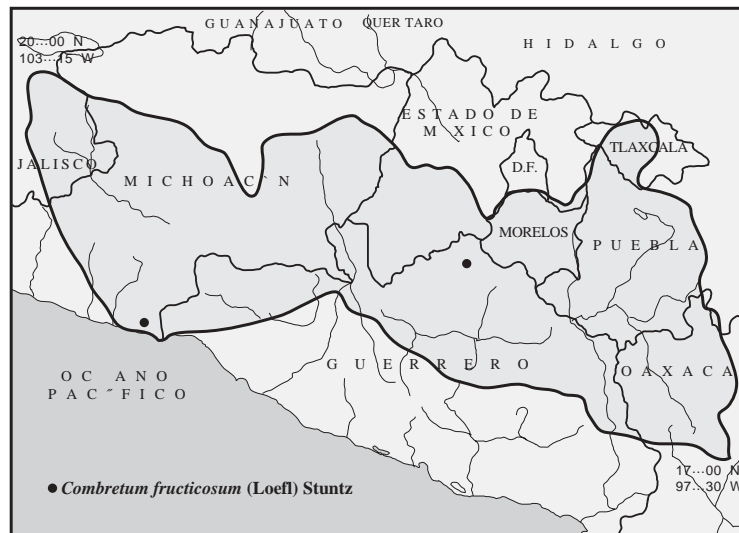 GUANAJUATO
QUER TARO
20...00 N
103...15 W
HIDALGO
ESTADO DE
M XICO
TLAXCALA
D.F.
JALISCO
MICHOAC`N
MORELOS
PUEBLA
GUERRERO
OAXACA
OC ANO
PAC˝FICO
17...00 N
97...30 W
Combretum fructicosum (Loefl) Stuntz